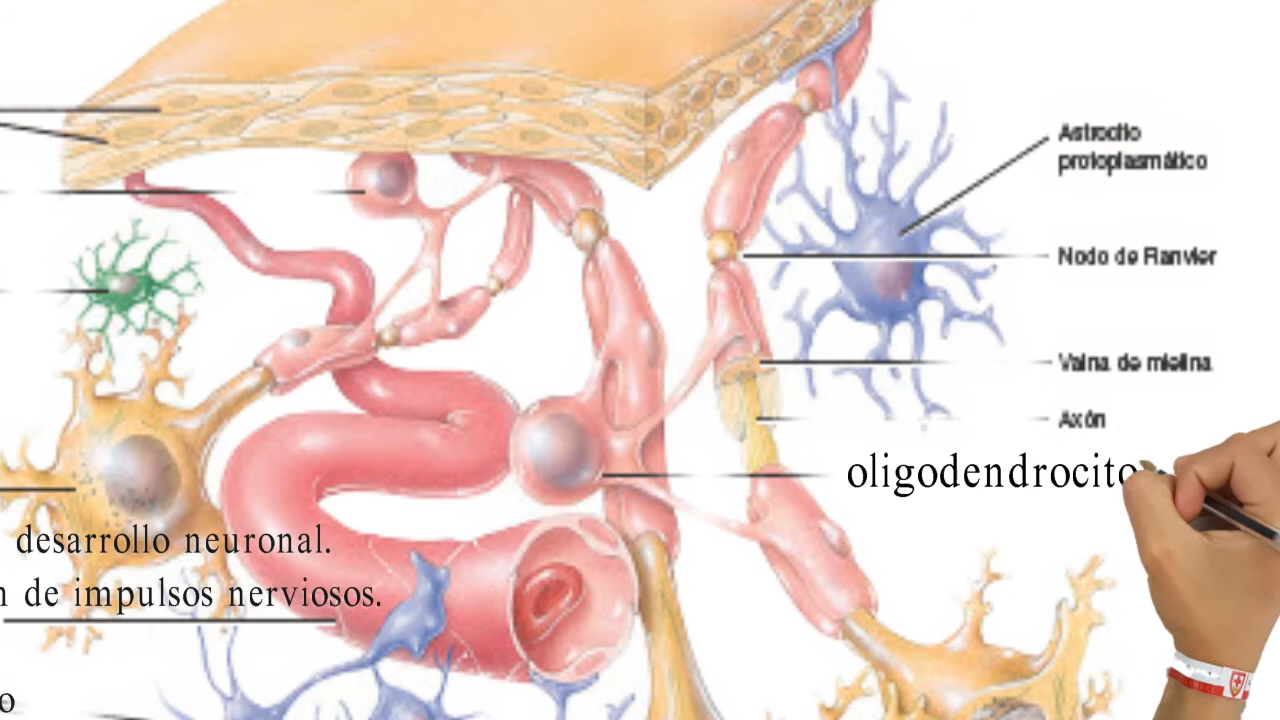 Astrocito
protoplasmático
Nodo de Ranvier
Vaina de mielina
Axón
oligodendrocito
desarrollo neuronal.
n de impulsos nerviosos.
o